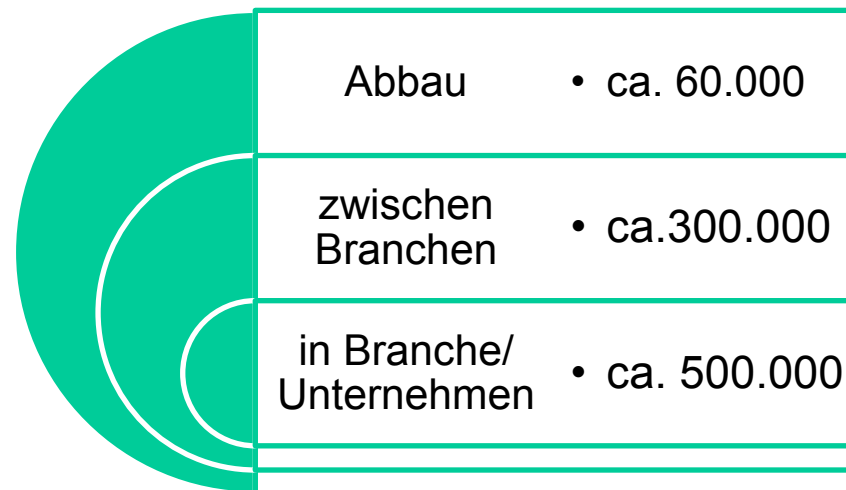 Abbau
• ca. 60.000
zwischen
Branchen
• ca.300.000
in Branche/
Unternehmen
• ca. 500.000